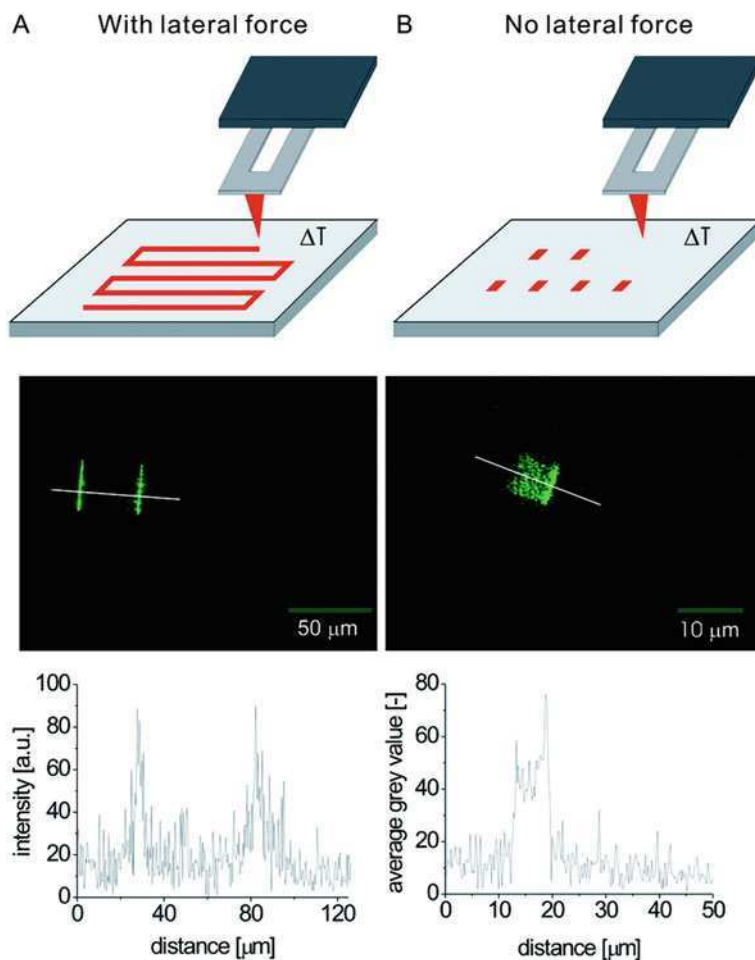 A With lateral force
B No lateral force
ΔT
ΔT
50 μm
10 μm
intensity [a.u.]
100
80
60
40
20
0
0 40 80 120
distance [μm]
average grey value [-]
80
60
40
20
0
0 10 20 30 40 50
distance [μm]